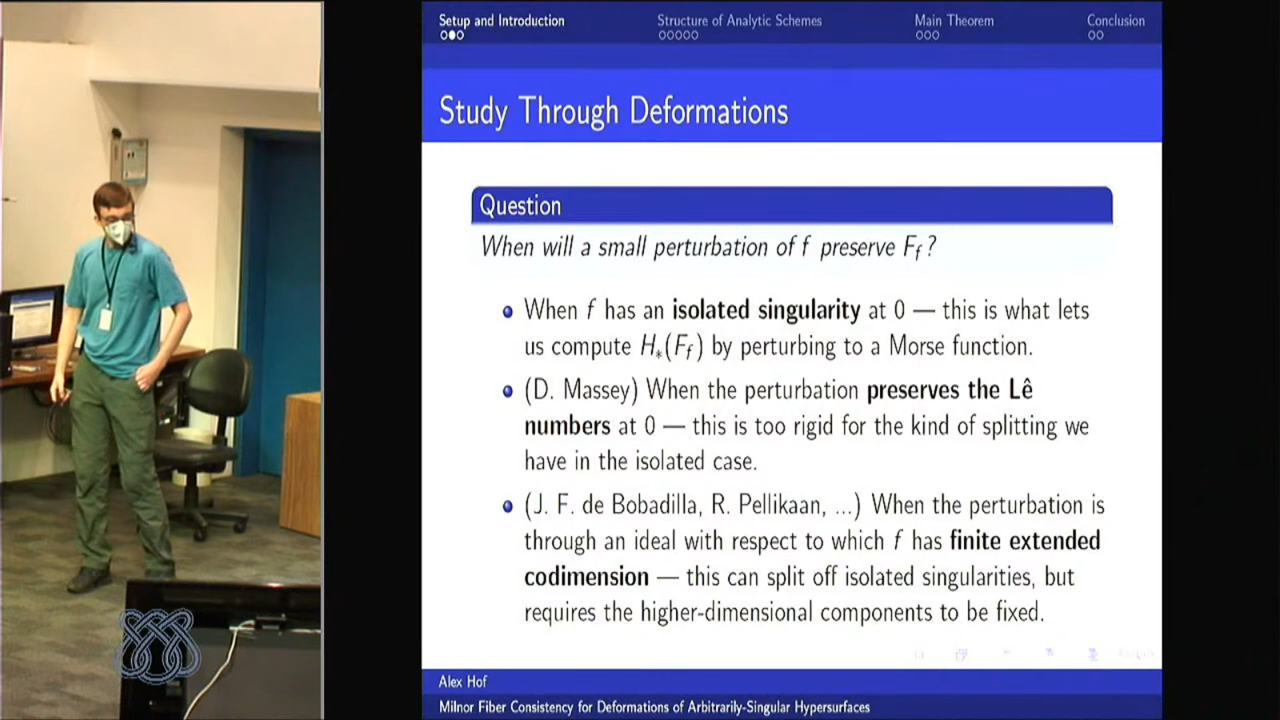 Setup and Introduction
Structure of Analytic Schemes
Main Theorem
Conclusion
Study Through Deformations
Question
When will a small perturbation of f preserve F_f?
When f has an isolated singularity at 0 — this is what lets
us compute H_*(F_f) by perturbing to a Morse function.
(D. Massey) When the perturbation preserves the Lê
numbers at 0 — this is too rigid for the kind of splitting we
have in the isolated case.
(J. F. de Bobadilla, R. Pellikaan, ...) When the perturbation is
through an ideal with respect to which f has finite extended
codimension — this can split off isolated singularities, but
requires the higher-dimensional components to be fixed.
Alex Hof
Milnor Fiber Consistency for Deformations of Arbitrarily-Singular Hypersurfaces